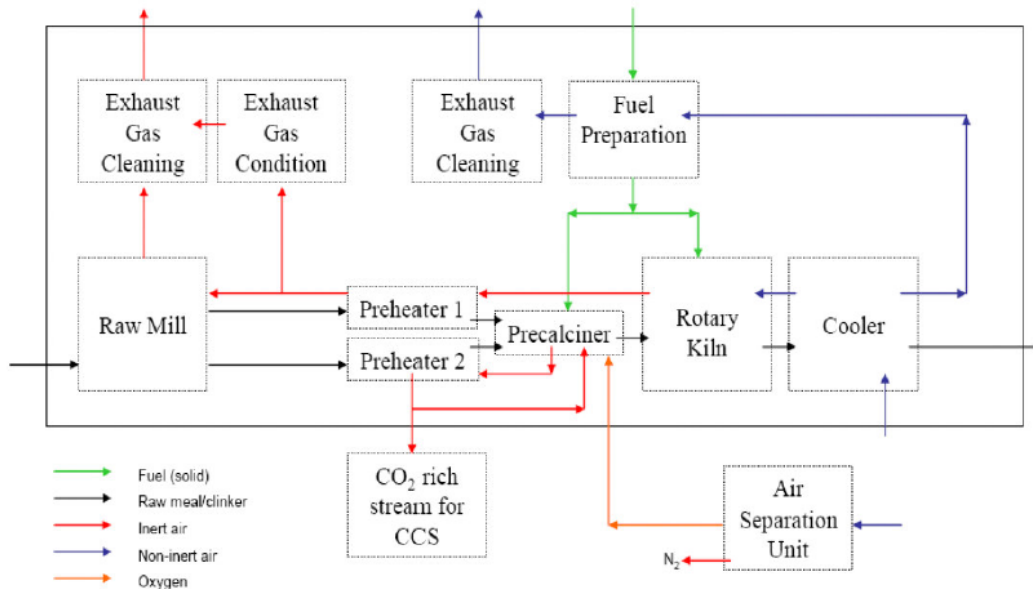 Exhaust
Gas
Cleaning
Exhaust
Gas
Condition
Exhaust
Gas
Cleaning
Fuel
Preparation
Raw Mill
Preheater 1
Preheater 2
Precalciner
Rotary
Kiln
Cooler
CO₂ rich
stream for
CCS
Air
Separation
Unit
N₂
Fuel (solid)
Raw meal/clinker
Inert air
Non-inert air
Oxygen